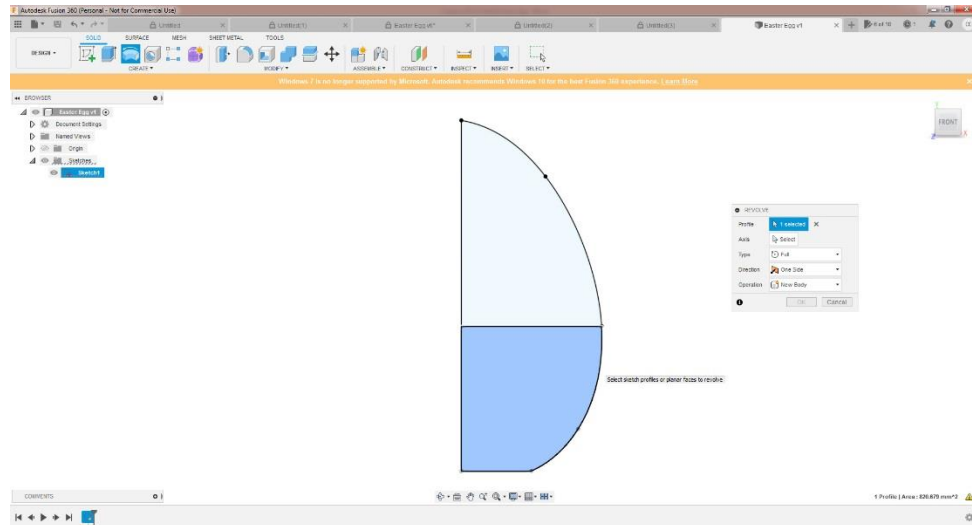 Autodesk Fusion 360 (Personal - Not for Commercial Use)
Untitled
Untitled(1)
Easter Egg v6*
Untitled(2)
Untitled(3)
Easter Egg v1
SOLID SURFACE MESH SHEET METAL TOOLS
DESIGN
CREATE MODIFY ASSEMBLE CONSTRUCT INSPECT INSERT SELECT
Windows 7 is no longer supported by Microsoft. Autodesk recommends Windows 10 for the best Fusion 360 experience. Learn More
BROWSER
Easter Egg v1
Document Settings
Named Views
Origin
Sketches
Sketch1
FRONT
REVOLVE
Profile 1 selected
Axis Select
Type Full
Direction One Side
Operation New Body
OK Cancel
Select sketch profiles or planar faces to revolve
COMMENTS
1 Profile | Area : 820.679 mm^2